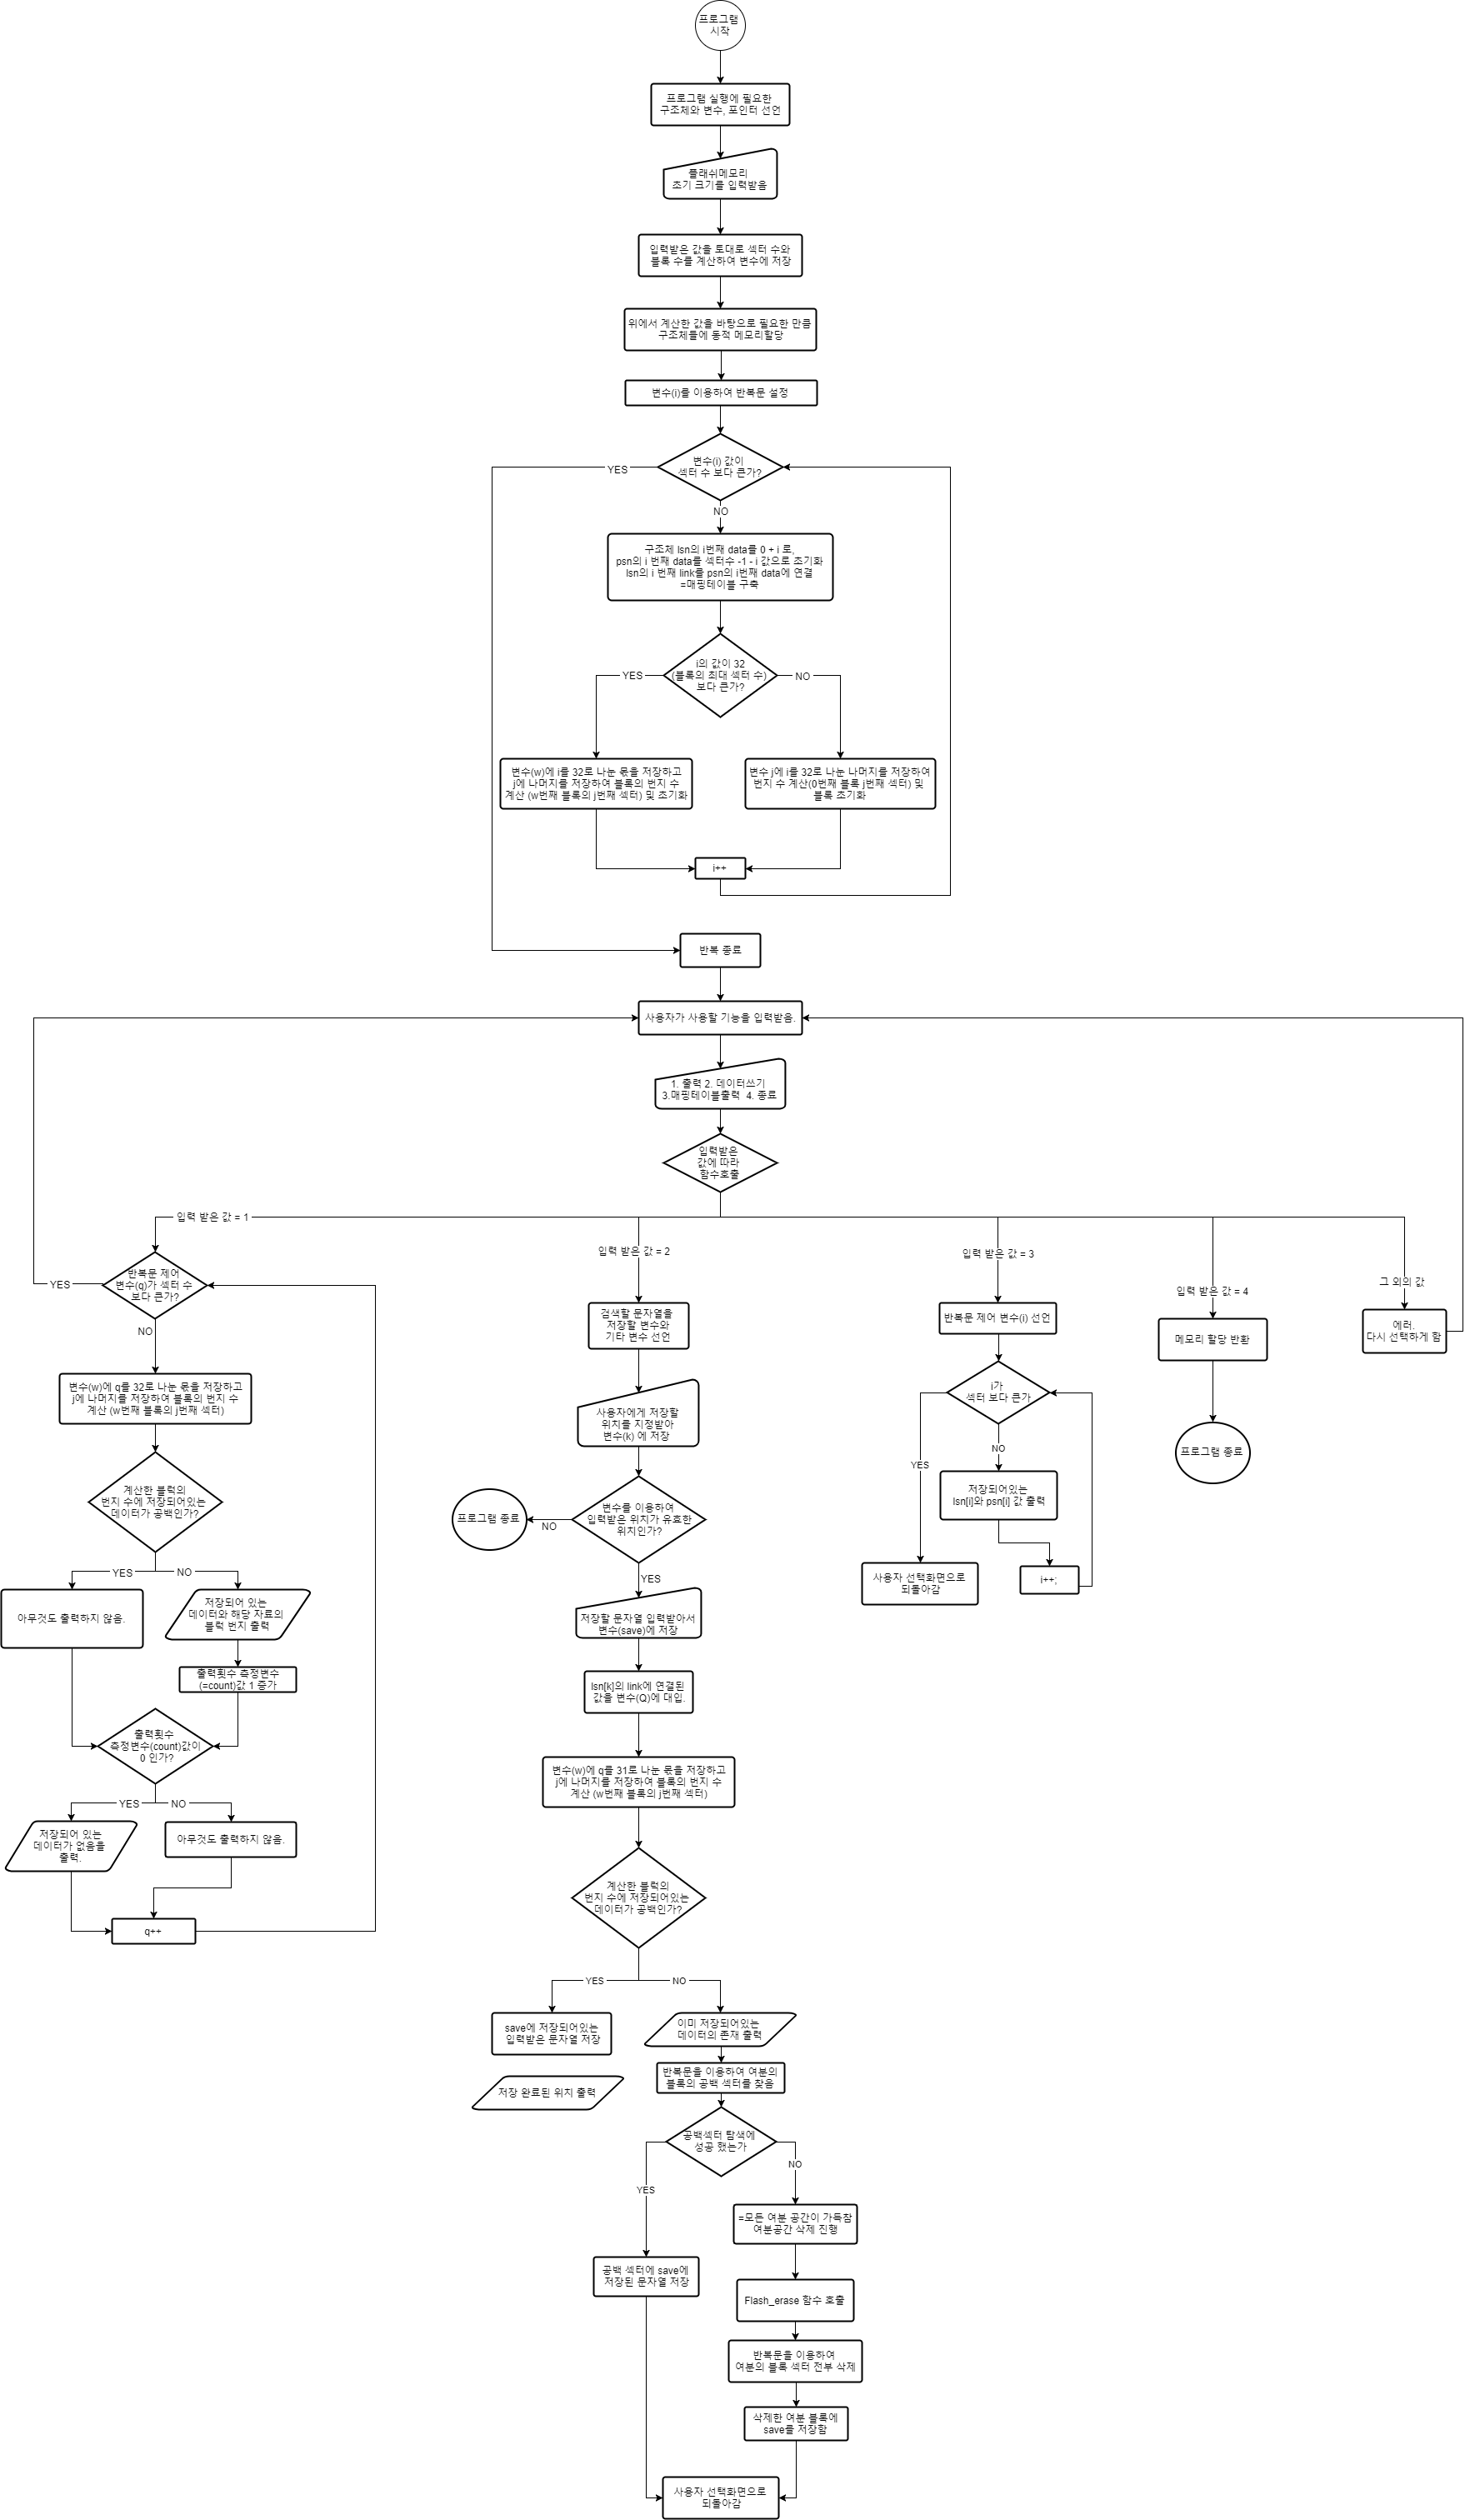 프로그램
시작
프로그램 실행에 필요한
구조체와 변수, 포인터 선언
플래쉬메모리
초기 크기를 입력받음
입력받은 값을 토대로 섹터 수와
블록 수를 계산하여 변수에 저장
위에서 계산한 값을 바탕으로 필요한 만큼
구조체들에 동적 메모리할당
변수(i)를 이용하여 반복문 설정
변수(i) 값이
섹터 수 보다 큰가?
YES
NO
구조체 lsn의 i번째 data를 0 + i 로,
psn의 i 번째 data를 섹터수 -1 - i 값으로 초기화
lsn의 i 번째 link를 psn의 i번째 data에 연결
=매핑테이블 구축
i의 값이 32
(블록의 최대 섹터 수)
보다 큰가?
YES
NO
변수(w)에 i를 32로 나눈 몫을 저장하고
j에 나머지를 저장하여 블록의 번지 수
계산 (w번째 블록의 j번째 섹터) 및 초기화
변수 j에 i를 32로 나눈 나머지를 저장하여
번지 수 계산(0번째 블록 j번째 섹터) 및
블록 초기화
i++
반복 종료
사용자가 사용할 기능을 입력받음.
1. 출력 2. 데이터쓰기
3.매핑테이블출력  4. 종료
입력받은
값에 따라
함수호출
입력 받은 값 = 1
반복문 제어
변수(q)가 섹터 수
보다 큰가?
YES
NO
변수(w)에 q를 32로 나눈 몫을 저장하고
j에 나머지를 저장하여 블록의 번지 수
계산 (w번째 블록의 j번째 섹터)
계산한 블럭의
번지 수에 저장되어있는
데이터가 공백인가?
YES
NO
아무것도 출력하지 않음.
저장되어 있는
데이터와 해당 자료의
블럭 번지 출력
출력횟수 측정변수
(=count)값 1 증가
출력횟수
측정변수(count)값이
0 인가?
YES
NO
저장되어 있는
데이터가 없음을
출력.
아무것도 출력하지 않음.
q++
입력 받은 값 = 2
검색할 문자열을
저장할 변수와
기타 변수 선언
사용자에게 저장할
위치를 지정받아
변수(k) 에 저장
변수를 이용하여
입력받은 위치가 유효한
위치인가?
NO
프로그램 종료
YES
저장할 문자열 입력받아서
변수(save)에 저장
lsn[k]의 link에 연결된
값을 변수(Q)에 대입.
변수(w)에 q를 31로 나눈 몫을 저장하고
j에 나머지를 저장하여 블록의 번지 수
계산 (w번째 블록의 j번째 섹터)
계산한 블럭의
번지 수에 저장되어있는
데이터가 공백인가?
YES
NO
save에 저장되어있는
입력받은 문자열 저장
저장 완료된 위치 출력
이미 저장되어있는
데이터의 존재 출력
반복문을 이용하여 여분의
블록의 공백 섹터를 찾음
공백섹터 탐색에
성공 했는가
YES
NO
공백 섹터에 save에
저장된 문자열 저장
=모든 여분 공간이 가득참
여분공간 삭제 진행
Flash_erase 함수 호출
반복문을 이용하여
여분의 블록 섹터 전부 삭제
삭제한 여분 블록에
save를 저장함
사용자 선택화면으로
되돌아감
입력 받은 값 = 3
반복문 제어 변수(i) 선언
i가
섹터 보다 큰가
YES
NO
저장되어있는
lsn[i]와 psn[i] 값 출력
i++;
사용자 선택화면으로
되돌아감
입력 받은 값 = 4
메모리 할당 반환
프로그램 종료
그 외의 값
에러.
다시 선택하게 함